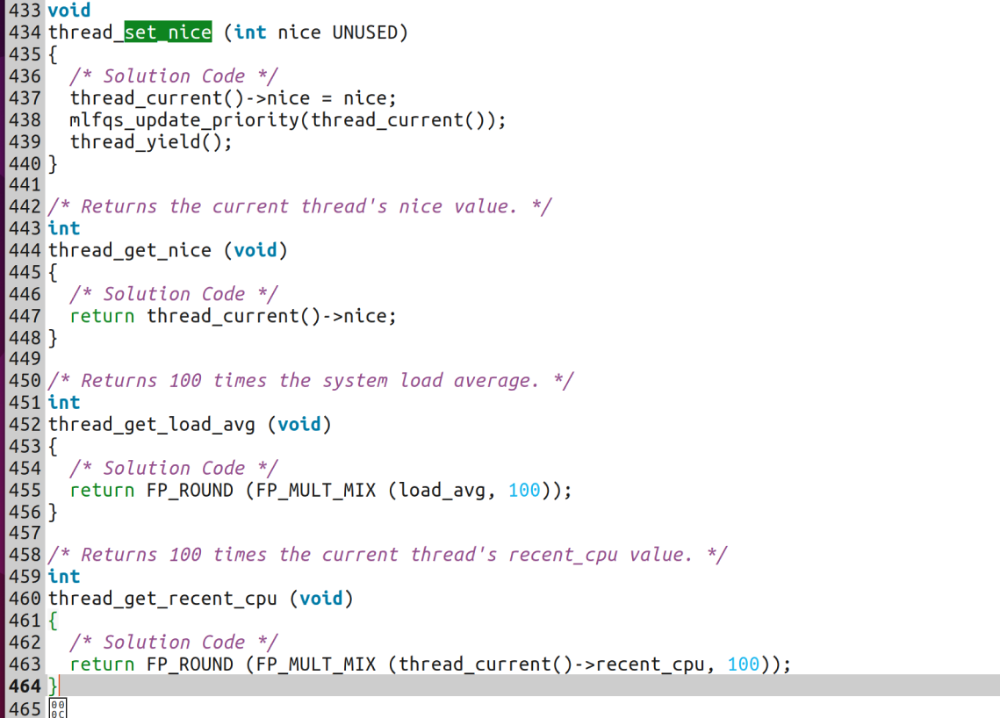 433 void
434 thread_set_nice (int nice UNUSED)
435 {
436   /* Solution Code */
437   thread_current()->nice = nice;
438   mlfqs_update_priority(thread_current());
439   thread_yield();
440 }
441
442 /* Returns the current thread's nice value. */
443 int
444 thread_get_nice (void)
445 {
446   /* Solution Code */
447   return thread_current()->nice;
448 }
449
450 /* Returns 100 times the system load average. */
451 int
452 thread_get_load_avg (void)
453 {
454   /* Solution Code */
455   return FP_ROUND (FP_MULT_MIX (load_avg, 100));
456 }
457
458 /* Returns 100 times the current thread's recent_cpu value. */
459 int
460 thread_get_recent_cpu (void)
461 {
462   /* Solution Code */
463   return FP_ROUND (FP_MULT_MIX (thread_current()->recent_cpu, 100));
464 }
465